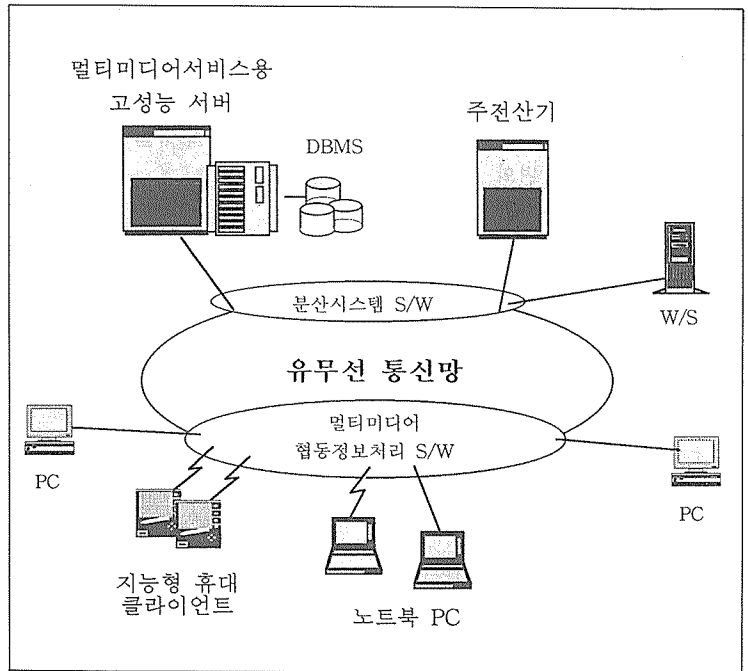 멀티미디어서비스용
고성능 서버
주전산기
DBMS
분산시스템 S/W
W/S
유무선 통신망
멀티미디어
협동정보처리 S/W
PC
PC
지능형 휴대
클라이언트
노트북 PC